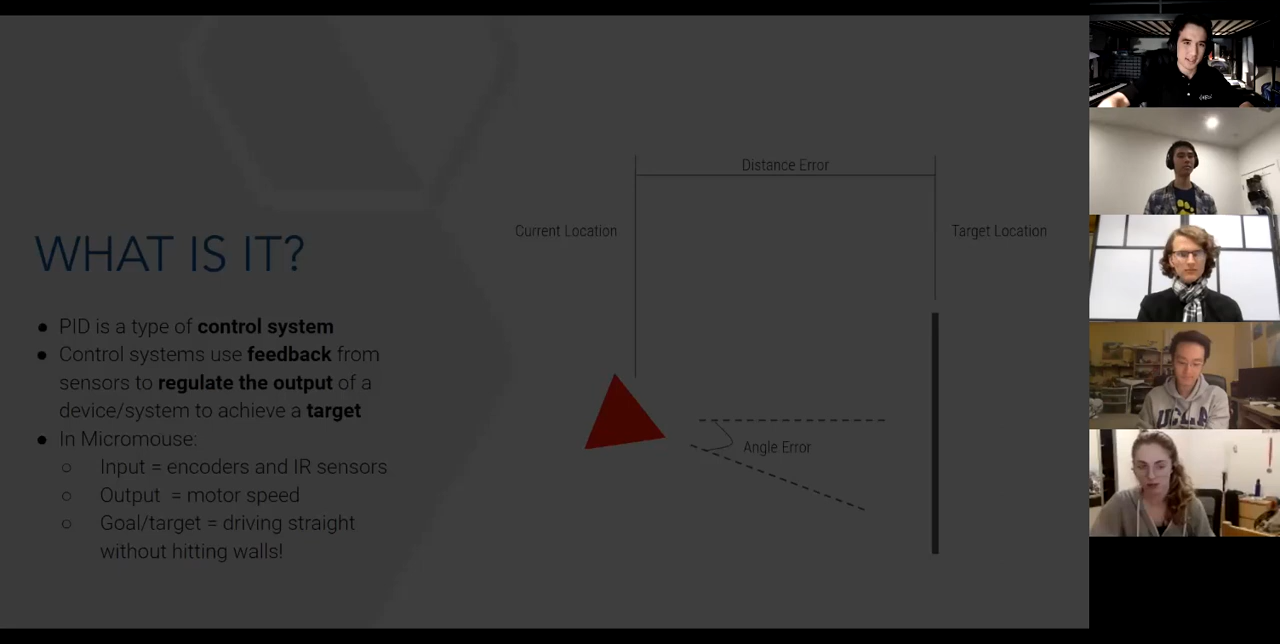 WHAT IS IT?
● PID is a type of control system
● Control systems use feedback from
sensors to regulate the output of a
device/system to achieve a target
● In Micromouse:
○ Input = encoders and IR sensors
○ Output = motor speed
○ Goal/target = driving straight
without hitting walls!
Distance Error
Current Location
Target Location
Angle Error
UCLA